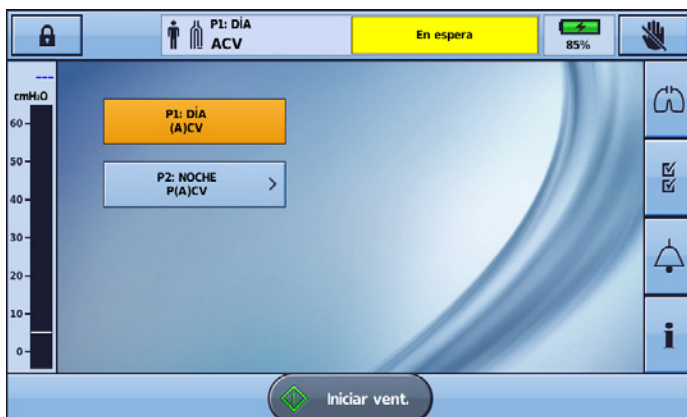 P1: DÍA
ACV
En espera
85%
---
cmH₂O
60
50
40
30
20
10
0
P1: DÍA
(A)CV
P2: NOCHE
P(A)CV
Iniciar vent.